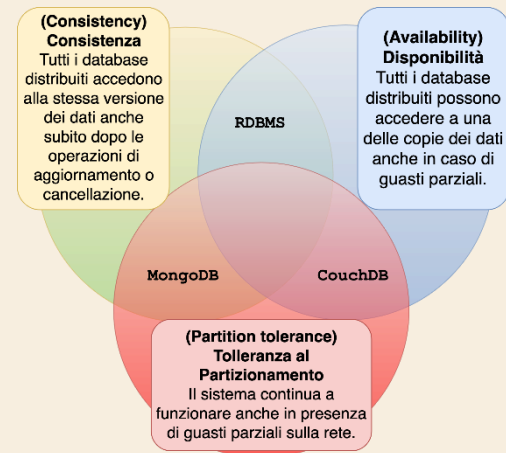 (Consistency)
Consistenza
Tutti i database
distribuiti accedono
alla stessa versione
dei dati anche
subito dopo le
operazioni di
aggiornamento o
cancellazione.
(Availability)
Disponibilità
Tutti i database
distribuiti possono
accedere a una
delle copie dei dati
anche in caso di
guasti parziali.
RDBMS
MongoDB
CouchDB
(Partition tolerance)
Tolleranza al
Partizionamento
Il sistema continua a
funzionare anche in presenza
di guasti parziali sulla rete.